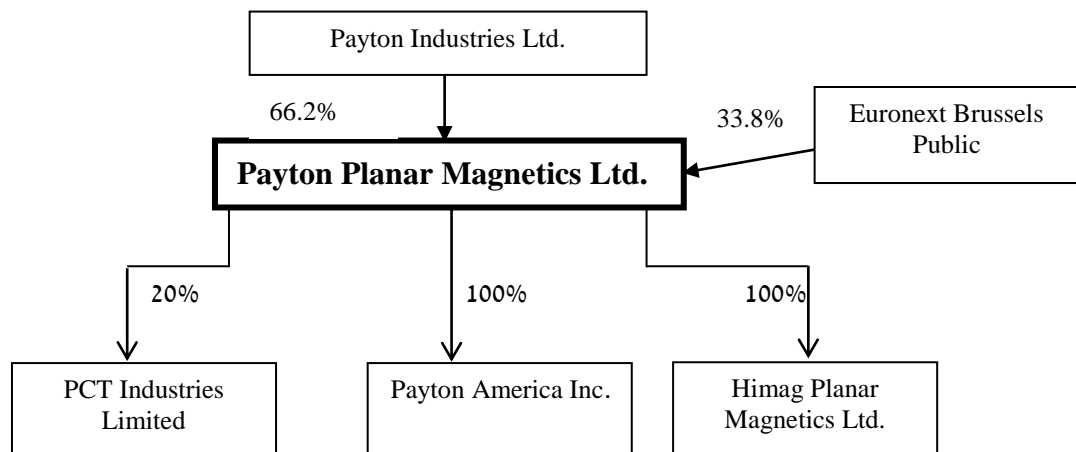 Payton Industries Ltd.
66.2%
33.8%
Euronext Brussels
Public
Payton Planar Magnetics Ltd.
20%
100%
100%
PCT Industries
Limited
Payton America Inc.
Himag Planar
Magnetics Ltd.